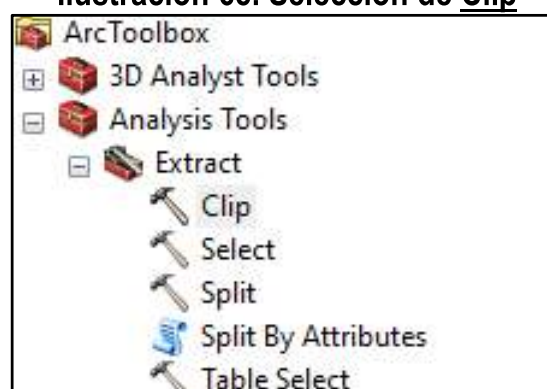 Selección de Clip
ArcToolbox
3D Analyst Tools
Analysis Tools
Extract
Clip
Select
Split
Split By Attributes
Table Select